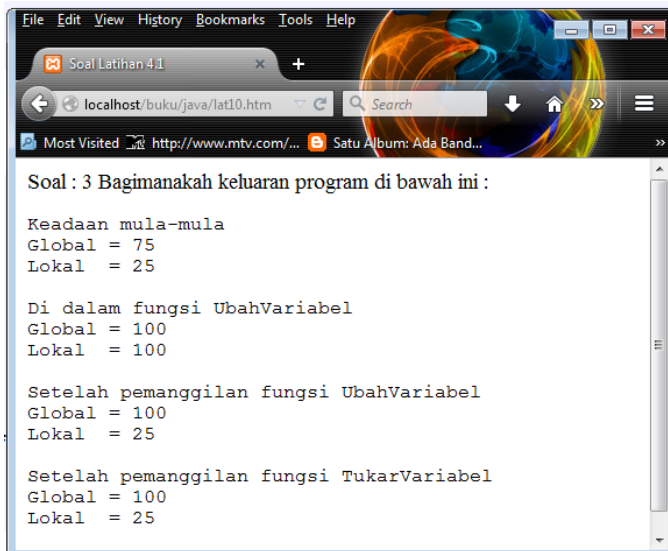 File Edit View History Bookmarks Tools Help
Soal Latihan 4.1 × +
localhost/buku/java/lat10.htm Search
Most Visited http://www.mtv.com/... Satu Album: Ada Band...
Soal : 3 Bagimanakah keluaran program di bawah ini :
Keadaan mula-mula
Global = 75
Lokal  = 25
Di dalam fungsi UbahVariabel
Global = 100
Lokal  = 100
Setelah pemanggilan fungsi UbahVariabel
Global = 100
Lokal  = 25
Setelah pemanggilan fungsi TukarVariabel
Global = 100
Lokal  = 25